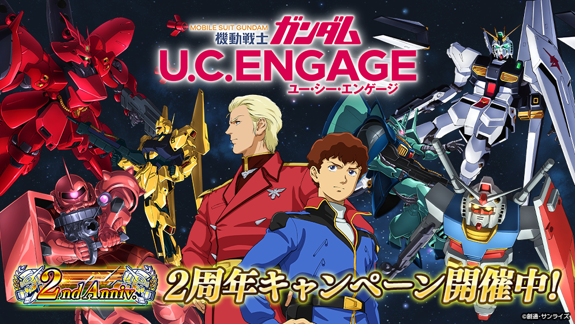 MOBILE SUIT GUNDAM
機動戦士
ガンダム
U.C.ENGAGE
ユー・シー・エンゲージ
2nd Anniv.
2周年キャンペーン開催中!
©創通・サンライズ